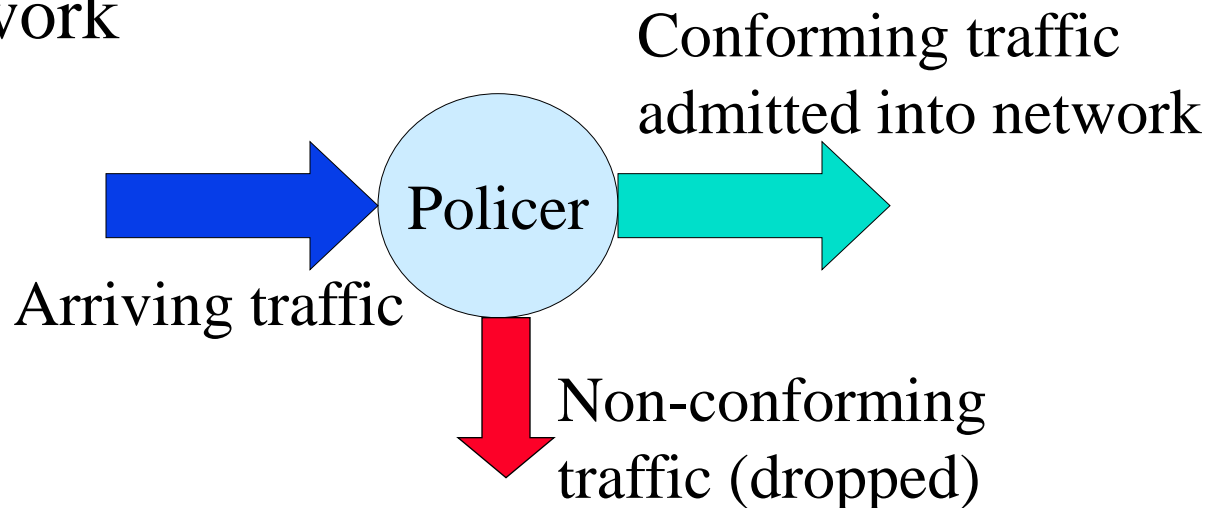 Conforming traffic
admitted into network
Policer
Arriving traffic
Non-conforming
traffic (dropped)